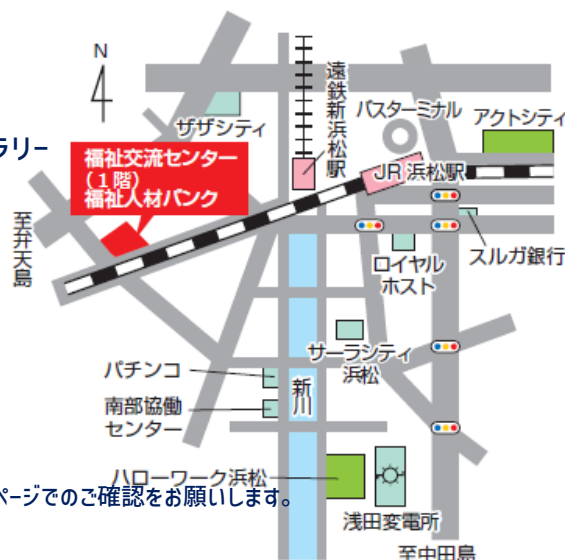 N
遠鉄新浜松駅
バスターミナル
アクトシティ
ザザシティ
ラリー
福祉交流センター
(1階)
福祉人材バンク
JR 浜松駅
至弁天島
スルガ銀行
ロイヤル
ホスト
サーラシティ
浜松
パチンコ
新川
南部協働
センター
ハローワーク浜松
ページでのご確認をお願いします。
浅田変電所
至中田島